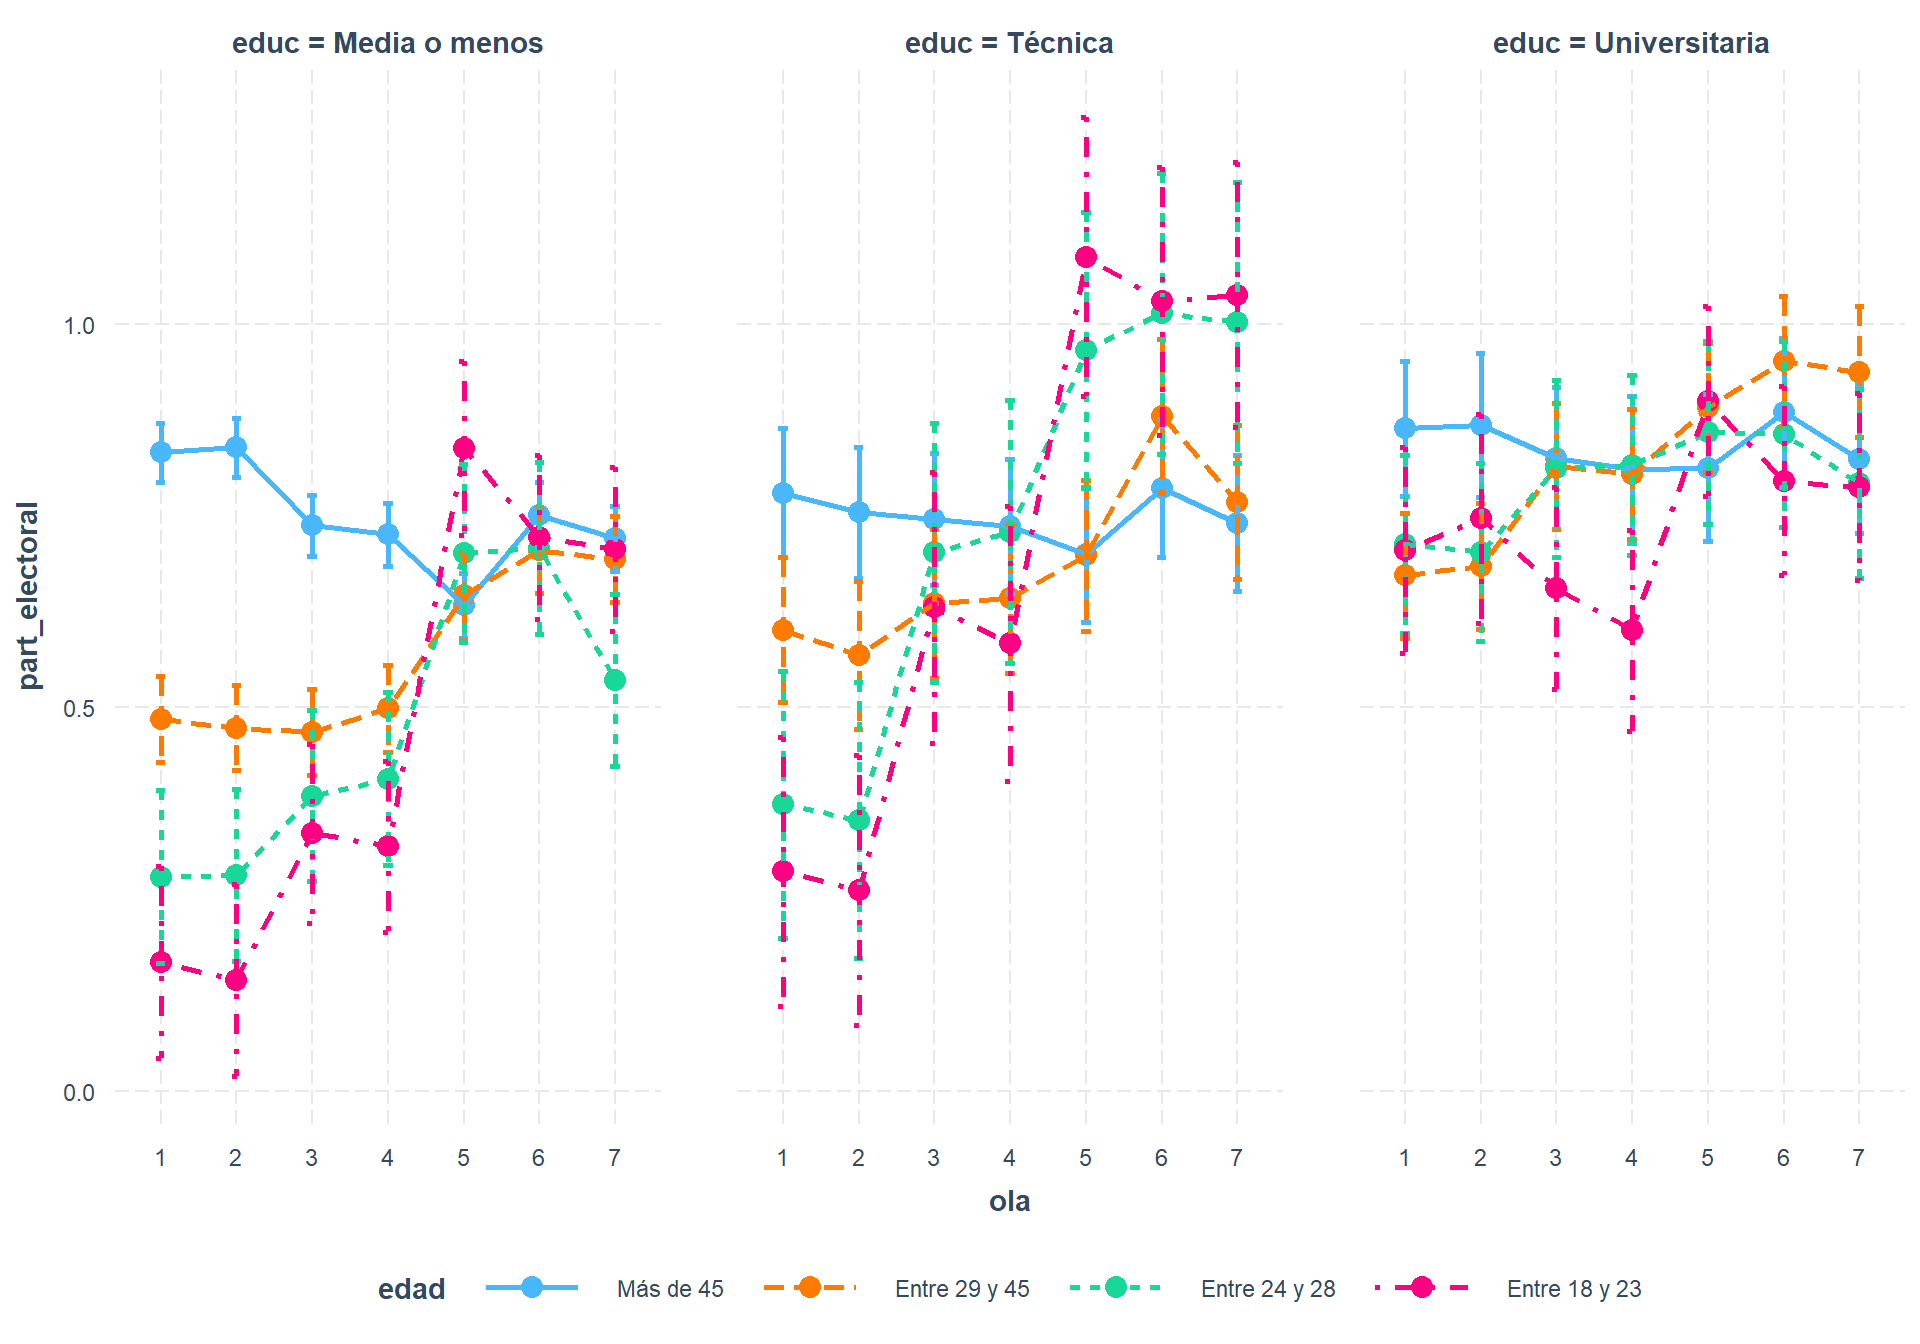 educ = Media o menos
educ = Técnica
educ = Universitaria
part_electoral
1.0
0.5
0.0
1 2 3 4 5 6 7
1 2 3 4 5 6 7
1 2 3 4 5 6 7
ola
edad Más de 45 Entre 29 y 45 Entre 24 y 28 Entre 18 y 23